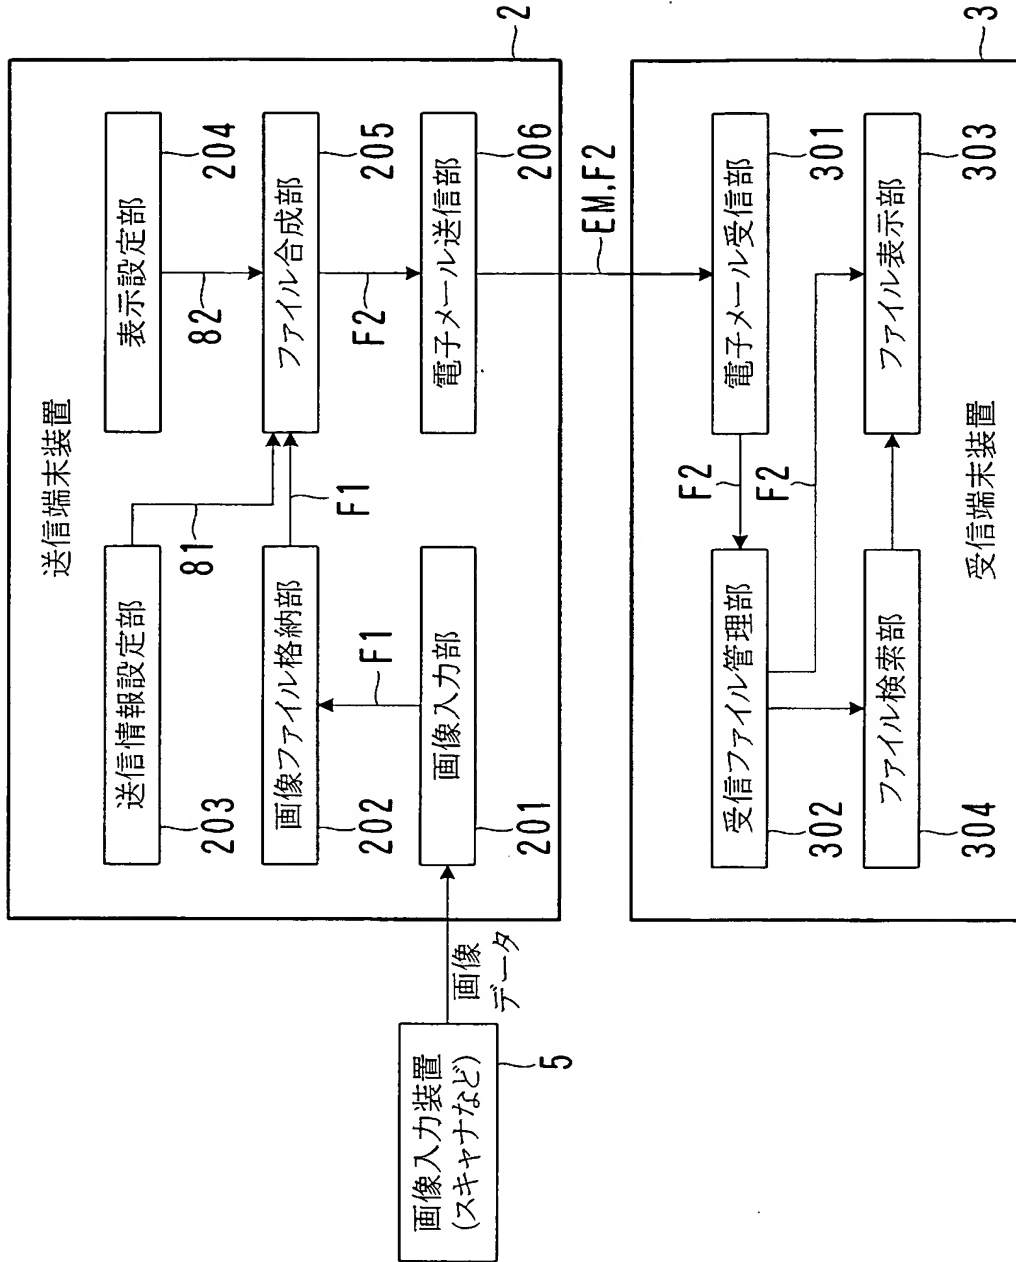 送信端末装置
2
送信情報設定部
203
81
表示設定部
204
82
画像ファイル格納部
202
F1
ファイル合成部
205
F1
F2
画像入力装置
(スキャナなど)
5
画像
データ
画像入力部
201
電子メール送信部
206
EM,F2
3
受信ファイル管理部
302
F2
電子メール受信部
301
F2
ファイル検索部
304
ファイル表示部
303
受信端末装置